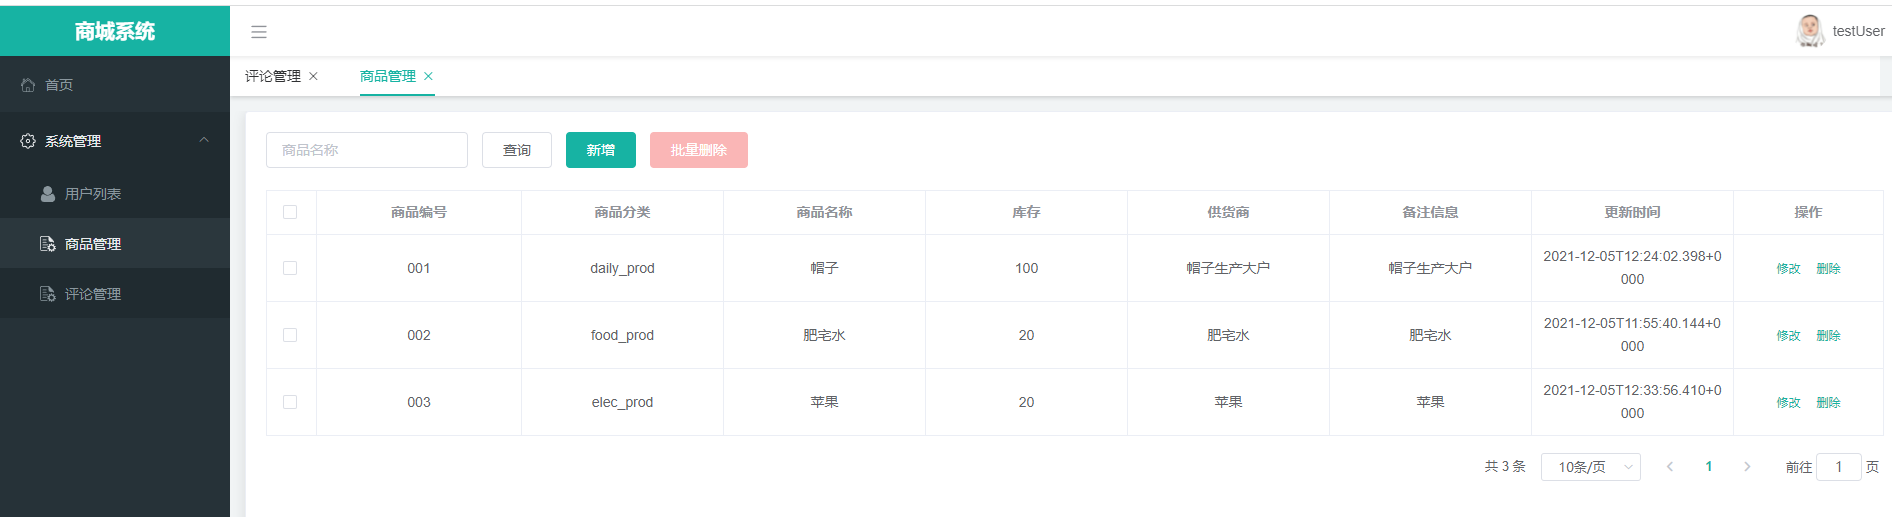 商城系统
testUser
首页
系统管理
用户列表
商品管理
评论管理
评论管理 商品管理
商品名称 查询 新增 批量删除
商品编号 商品分类 商品名称 库存 供货商 备注信息 更新时间 操作
001 daily_prod 帽子 100 帽子生产大户 帽子生产大户 2021-12-05T12:24:02.398+0
000 修改 删除
002 food_prod 肥宅水 20 肥宅水 肥宅水 2021-12-05T11:55:40.144+0
000 修改 删除
003 elec_prod 苹果 20 苹果 苹果 2021-12-05T12:33:56.410+0
000 修改 删除
共 3 条 10条/页 1 前往 1 页